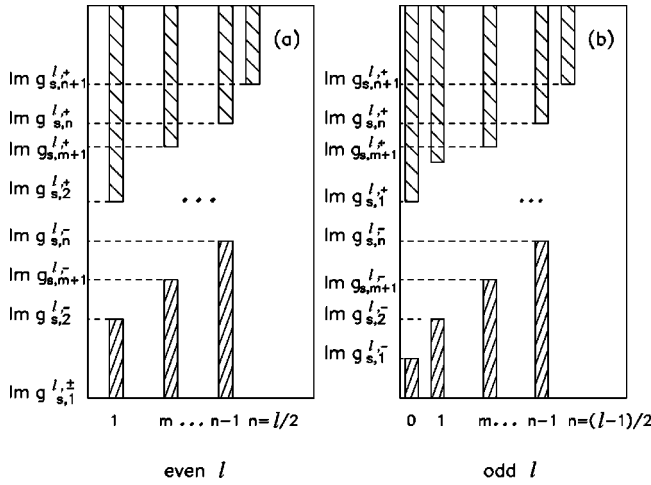 (a)
Im g^{l,+}_{s,n+1}
Im g^{l,+}_{s,n}
Im g^{l,+}_{s,m+1}
Im g^{l,+}_{s,2}
...
Im g^{l,-}_{s,n}
Im g^{l,-}_{s,m+1}
Im g^{l,-}_{s,2}
Im g^{l,±}_{s,1}
1 m ... n-1 n=l/2
even l
(b)
Im g^{l,+}_{s,n+1}
Im g^{l,+}_{s,n}
Im g^{l,+}_{s,m+1}
Im g^{l,+}_{s,1}
...
Im g^{l,-}_{s,n}
Im g^{l,-}_{s,m+1}
Im g^{l,-}_{s,2}
Im g^{l,-}_{s,1}
0 1 m... n-1 n=(l-1)/2
odd l